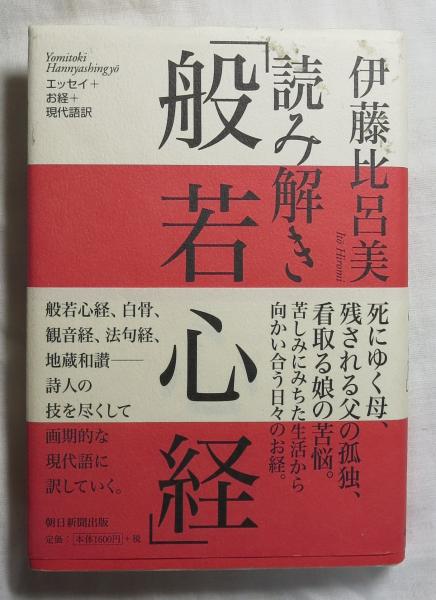 Yomitoki
Hannyashingyō
エッセイ+
お経+
現代語訳
伊藤比呂美
Itō Hiromi
読み解き
「般若心経」
死にゆく母、
残される父の孤独、
看取る娘の苦悩。
苦しみにみちた生活から
向かい合う日々のお経。
般若心経、白骨、
観音経、法句経、
地蔵和讃――
詩人の
技を尽くして
画期的な
現代語に
訳していく。
朝日新聞出版
定価:本体1600円+税